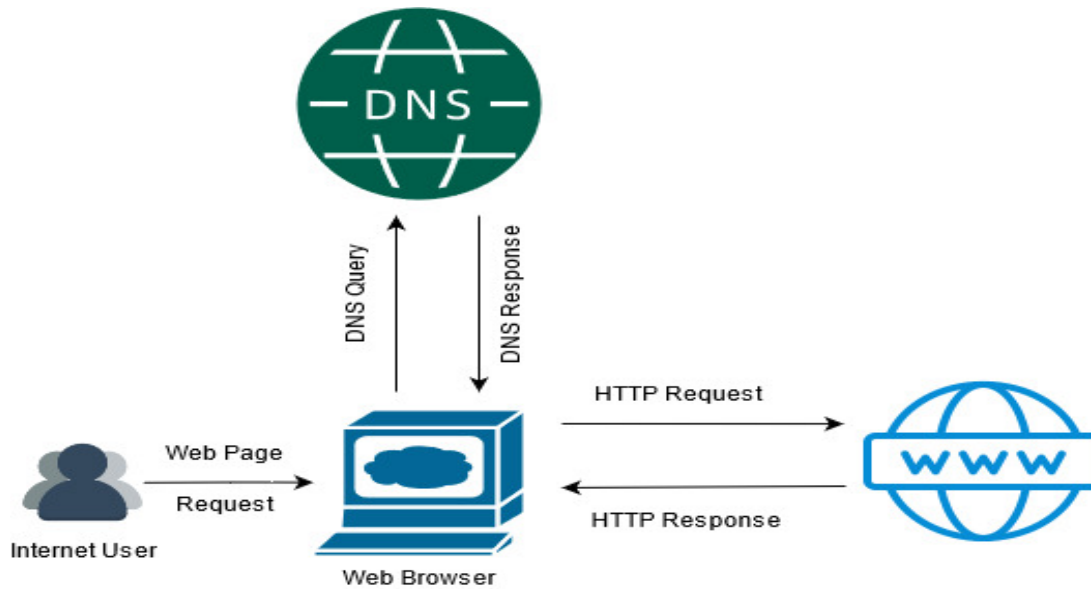 DNS
DNS Query
DNS Response
HTTP Request
www
Web Page
Request
HTTP Response
Internet User
Web Browser